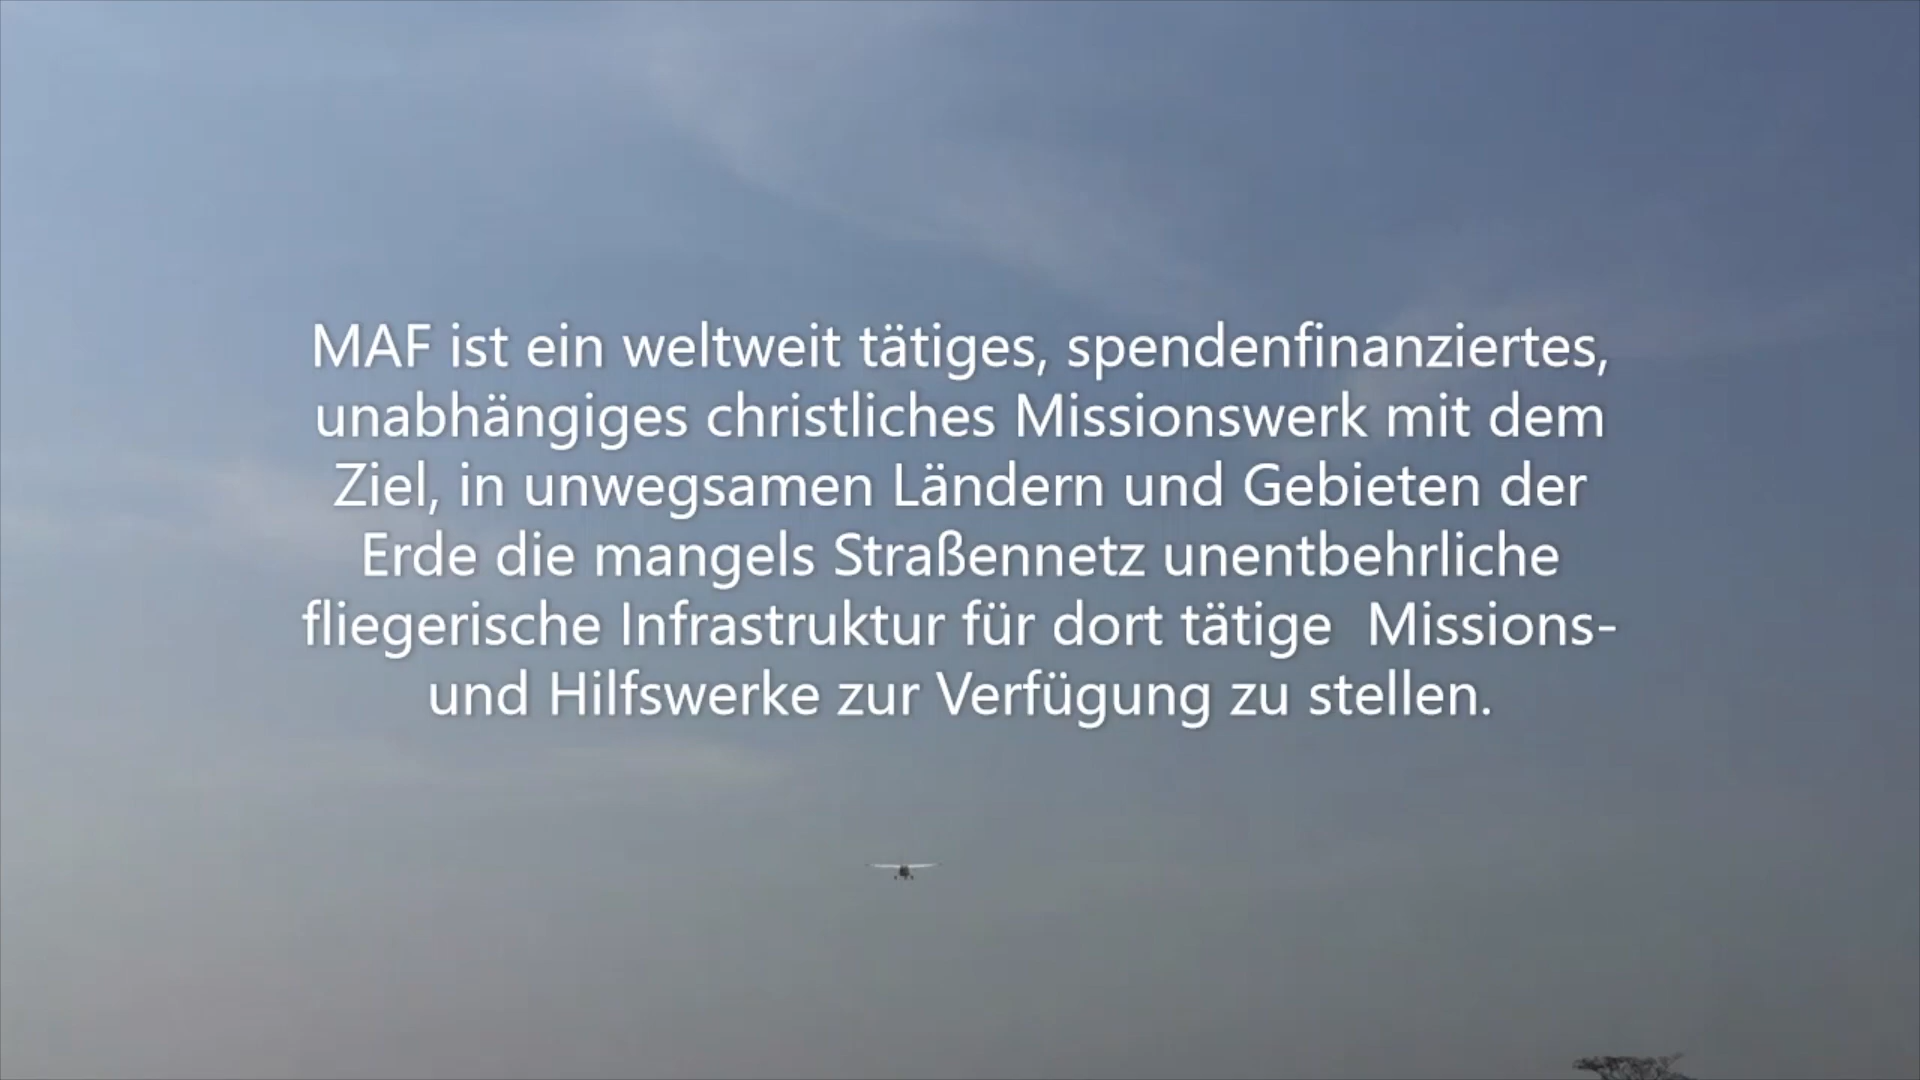 MAF ist ein weltweit tätiges, spendenfinanziertes,
unabhängiges christliches Missionswerk mit dem
Ziel, in unwegsamen Ländern und Gebieten der
Erde die mangels Straßennetz unentbehrliche
fliegerische Infrastruktur für dort tätige  Missions-
und Hilfswerke zur Verfügung zu stellen.